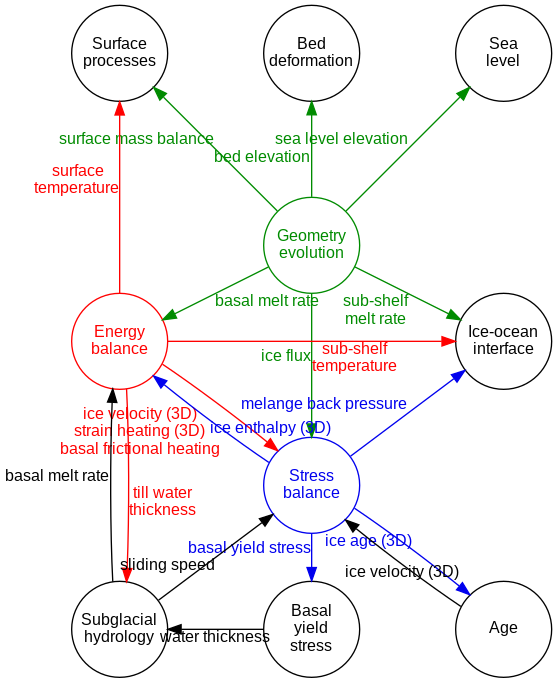 Surface
processes
Bed
deformation
Sea
level
surface mass balance
sea level elevation
bed elevation
surface
temperature
Geometry
evolution
basal melt rate
sub-shelf
melt rate
Energy
balance
Ice-ocean
interface
ice flux
sub-shelf
temperature
melange back pressure
ice velocity (3D)
strain heating (3D)
basal frictional heating
ice enthalpy (3D)
basal melt rate
Stress
balance
till water
thickness
basal yield stress
ice age (3D)
sliding speed
ice velocity (3D)
Subglacial
hydrology
water thickness
Basal
yield
stress
Age